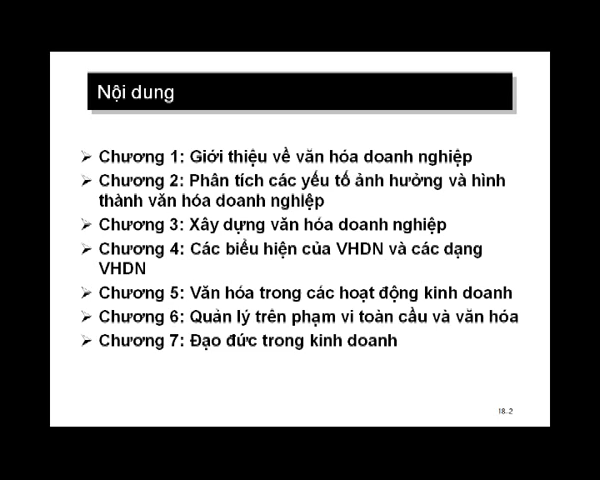 Nội dung
➢ Chương 1: Giới thiệu về văn hóa doanh nghiệp
➢ Chương 2: Phân tích các yếu tố ảnh hưởng và hình
thành văn hóa doanh nghiệp
➢ Chương 3: Xây dựng văn hóa doanh nghiệp
➢ Chương 4: Các biểu hiện của VHDN và các dạng
VHDN
➢ Chương 5: Văn hóa trong các hoạt động kinh doanh
➢ Chương 6: Quản lý trên phạm vi toàn cầu và văn hóa
➢ Chương 7: Đạo đức trong kinh doanh
18.2